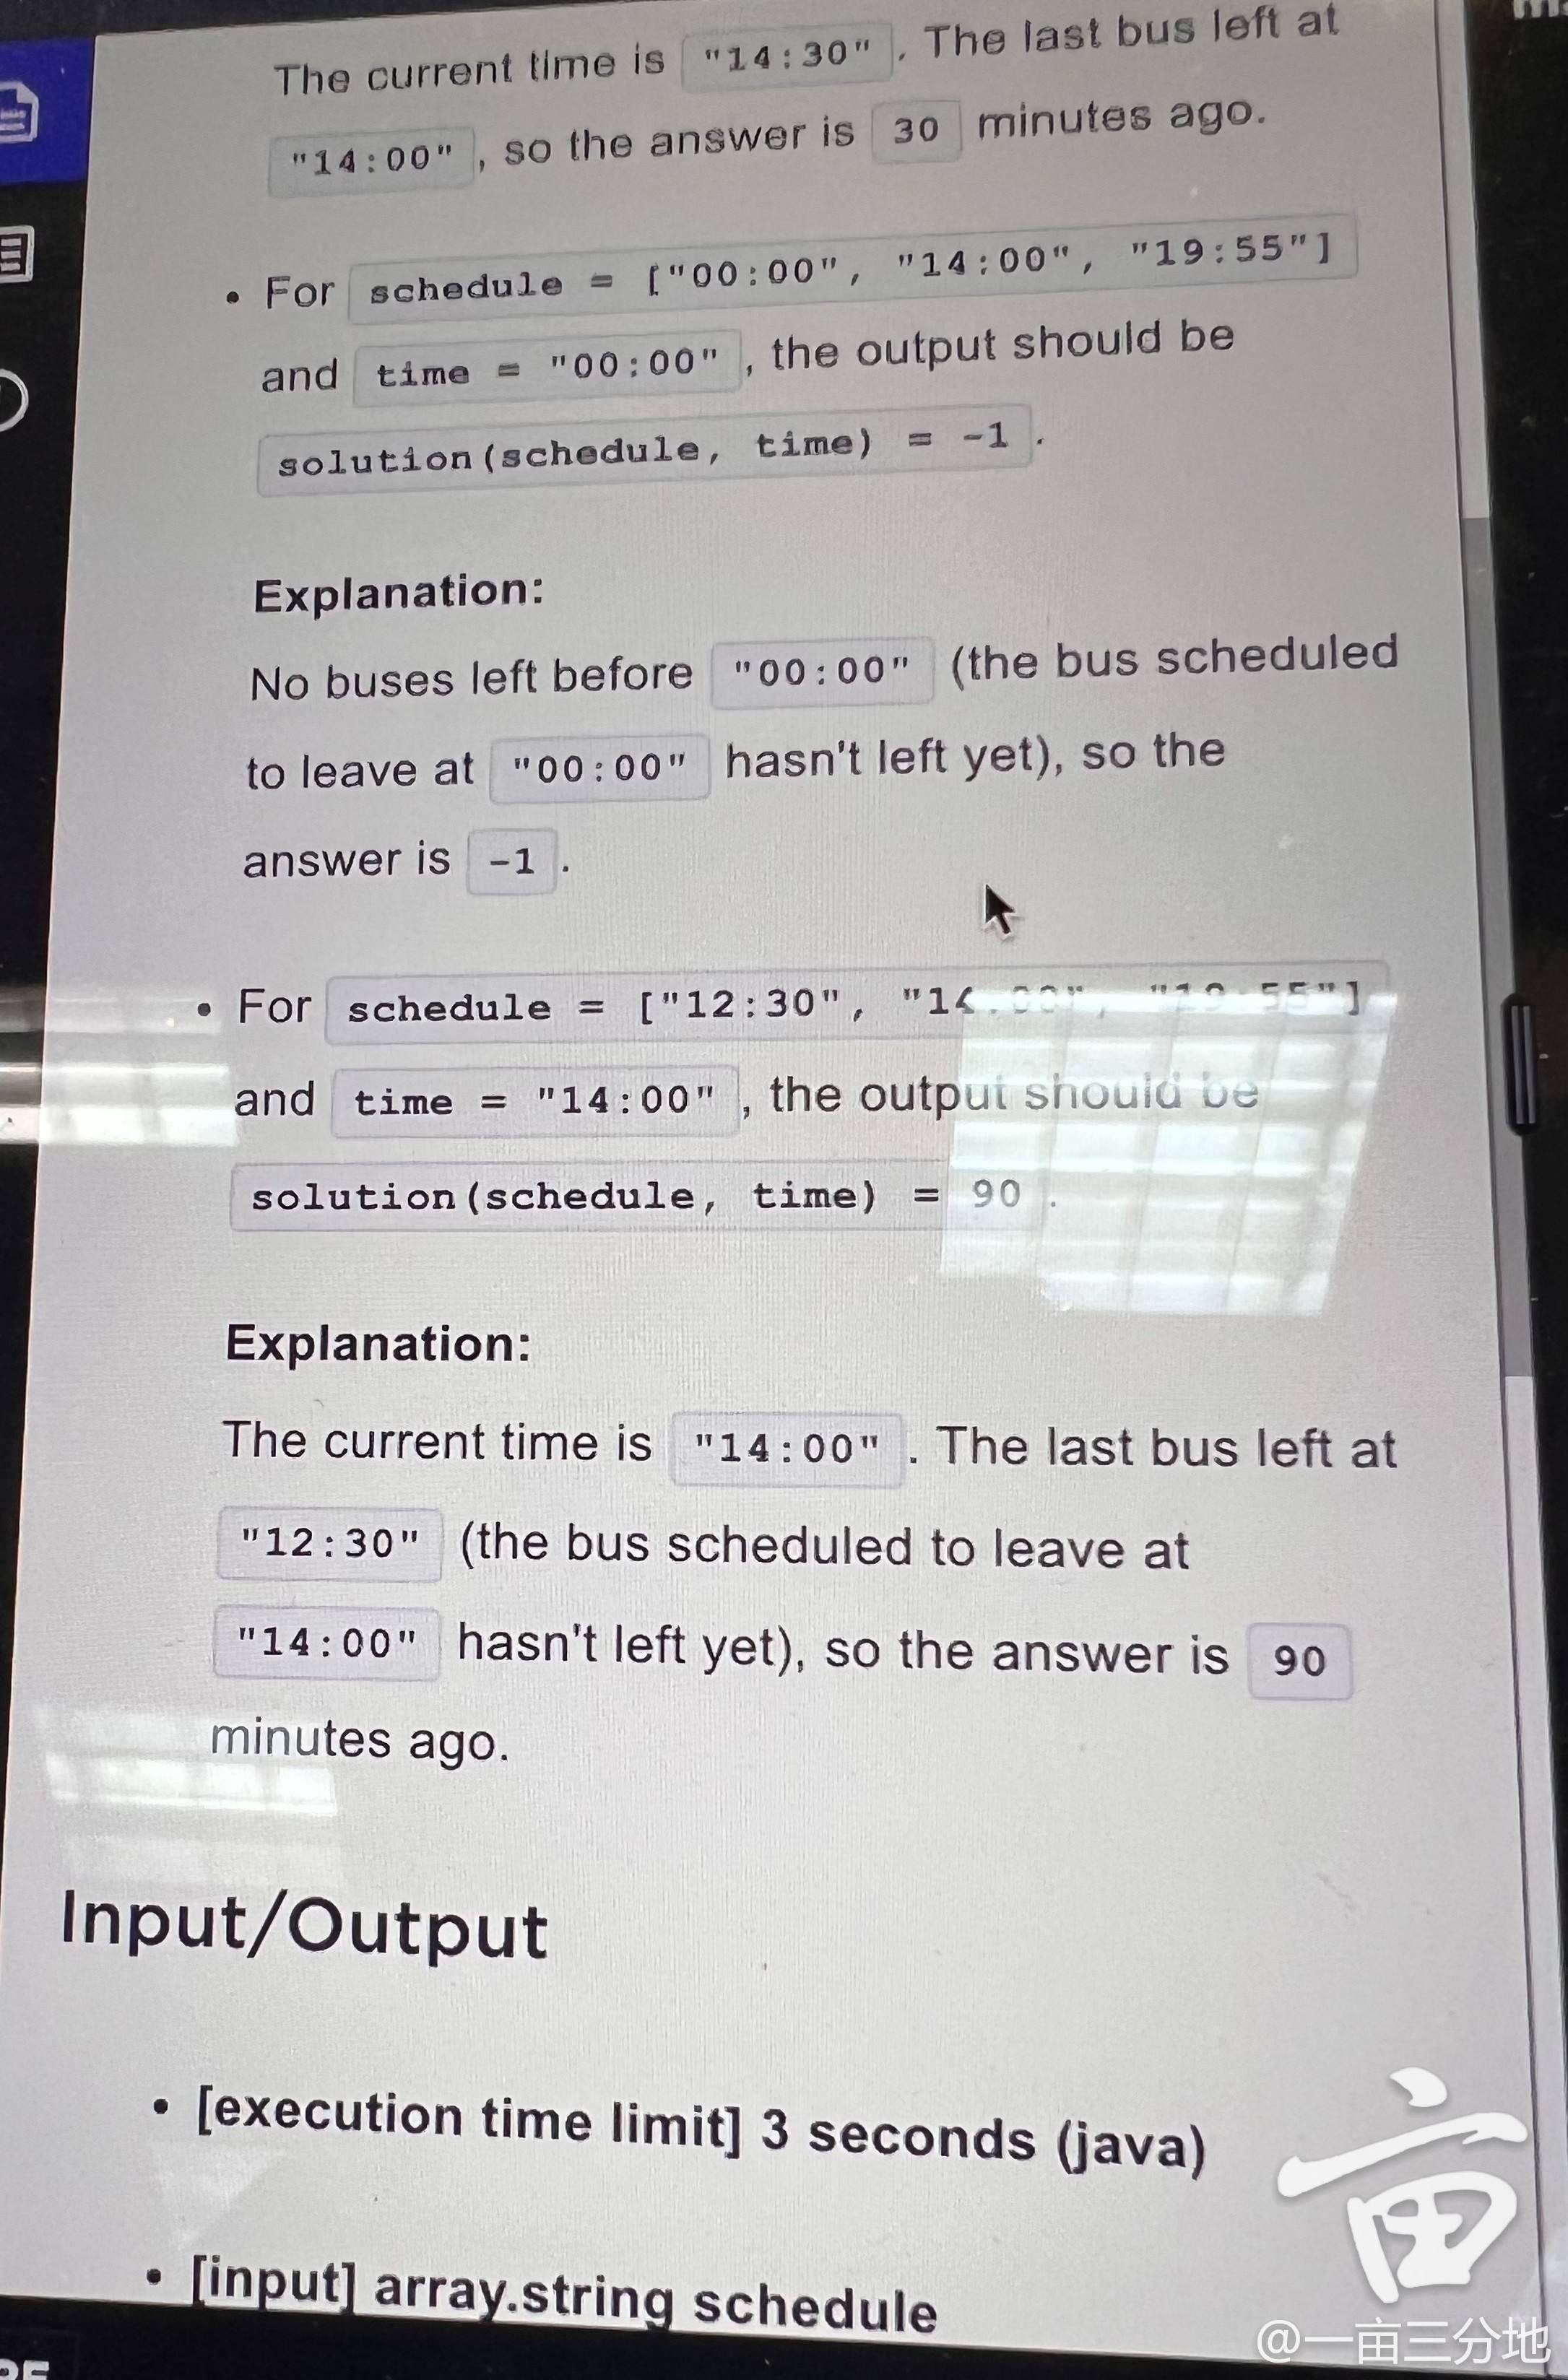 The current time is "14:30" . The last bus left at
"14:00" , so the answer is 30 minutes ago.
• For schedule = ["00:00", "14:00", "19:55"]
and time = "00:00" , the output should be
solution(schedule, time) = -1 .
Explanation:
No buses left before "00:00" (the bus scheduled
to leave at "00:00" hasn't left yet), so the
answer is -1 .
• For schedule = ["12:30", "14:00", "19:55"]
and time = "14:00" , the output should be
solution(schedule, time) = 90 .
Explanation:
The current time is "14:00" . The last bus left at
"12:30" (the bus scheduled to leave at
"14:00" hasn't left yet), so the answer is 90
minutes ago.
Input/Output
• [execution time limit] 3 seconds (java)
• [input] array.string schedule
亩
@一亩三分地